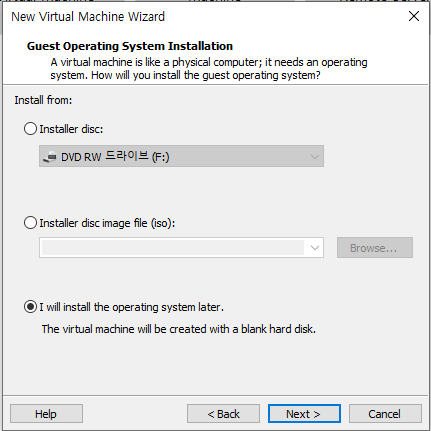 New Virtual Machine Wizard
Guest Operating System Installation
A virtual machine is like a physical computer; it needs an operating
system. How will you install the guest operating system?
Install from:
Installer disc:
DVD RW 드라이브 (F:)
Installer disc image file (iso):
Browse...
I will install the operating system later.
The virtual machine will be created with a blank hard disk.
Help
< Back
Next >
Cancel